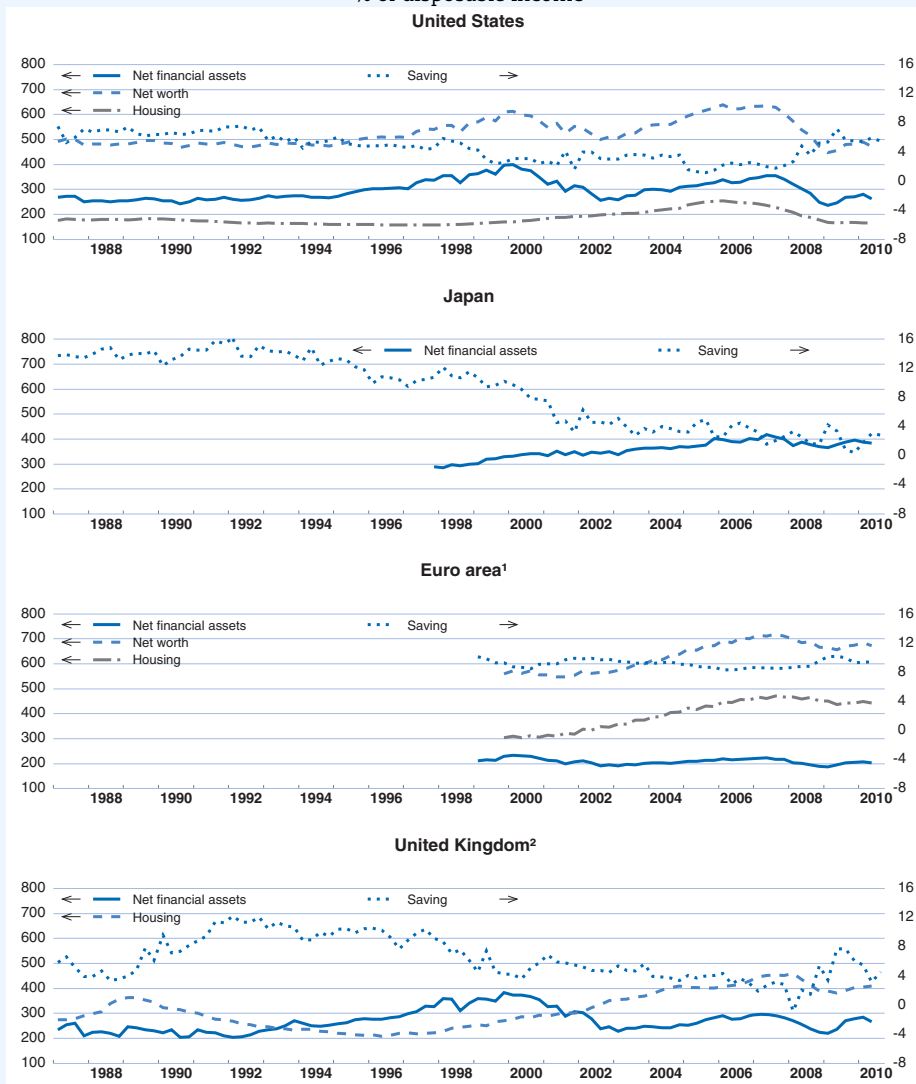 % of disposable income
United States
800 16
← Net financial assets Saving →
700 12
← Net worth
600 8
← Housing
500 4
400 0
300
200 -4
100 -8
1988 1990 1992 1994 1996 1998 2000 2002 2004 2006 2008 2010
Japan
800 16
← Net financial assets Saving →
700 12
600 8
500 4
400 0
300
200 -4
100 -8
1988 1990 1992 1994 1996 1998 2000 2002 2004 2006 2008 2010
Euro area¹
800 16
← Net financial assets Saving →
700 12
← Net worth
600 8
← Housing
500 4
400 0
300
200 -4
100 -8
1988 1990 1992 1994 1996 1998 2000 2002 2004 2006 2008 2010
United Kingdom²
800 16
← Net financial assets Saving →
700 12
← Housing
600 8
500 4
400 0
300
200 -4
100 -8
1988 1990 1992 1994 1996 1998 2000 2002 2004 2006 2008 2010